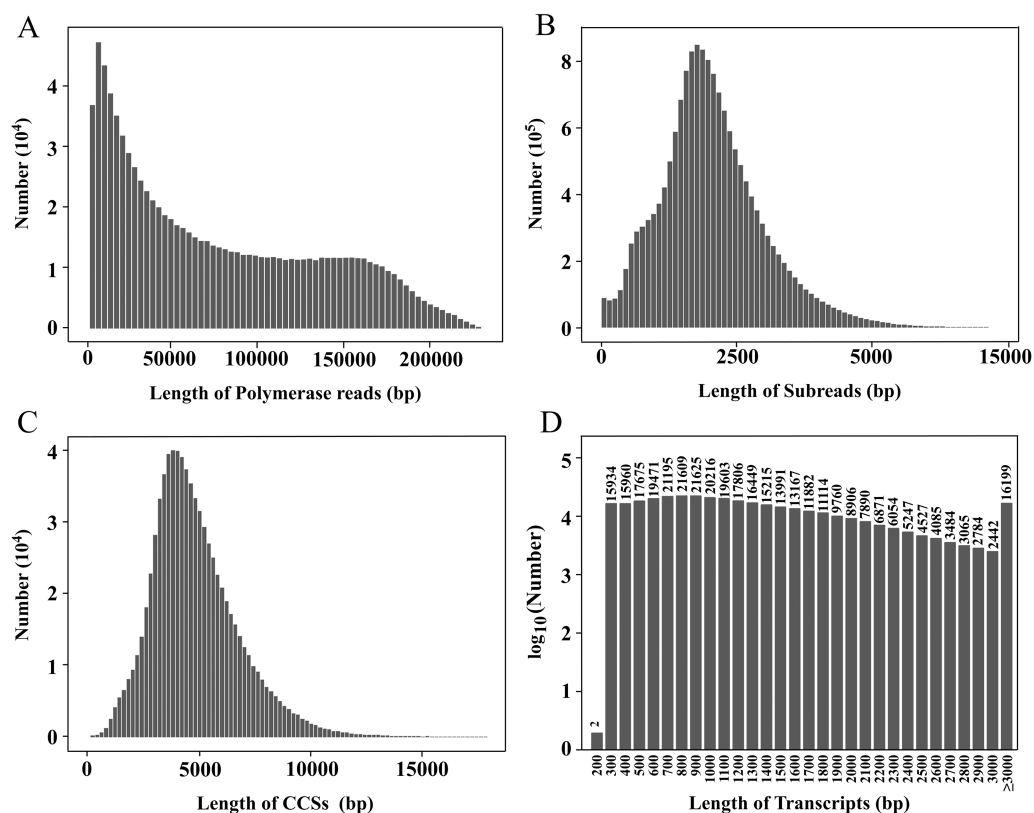 A
Number (10⁴)
4
3
2
1
0
0 50000 100000 150000 200000
Length of Polymerase reads (bp)
B
Number (10⁵)
8
6
4
2
0
0 2500 5000 15000
Length of Subreads (bp)
C
Number (10⁴)
4
3
2
1
0
0 5000 15000
Length of CCSs (bp)
D
log₁₀(Number)
5
4
3
2
1
0
2 15934 15960 17675 19471 21195 21609 21625 20216 19603 17806 16449 15215 13991 13167 11882 11114 9760 8906 7890 6871 6054 5247 4527 4085 3484 3065 2784 2442 16199
200 300 400 500 600 700 800 900 1000 1100 1200 1300 1400 1500 1600 1700 1800 1900 2000 2100 2200 2300 2400 2500 2600 2700 2800 2900 3000 ≥3000
Length of Transcripts (bp)